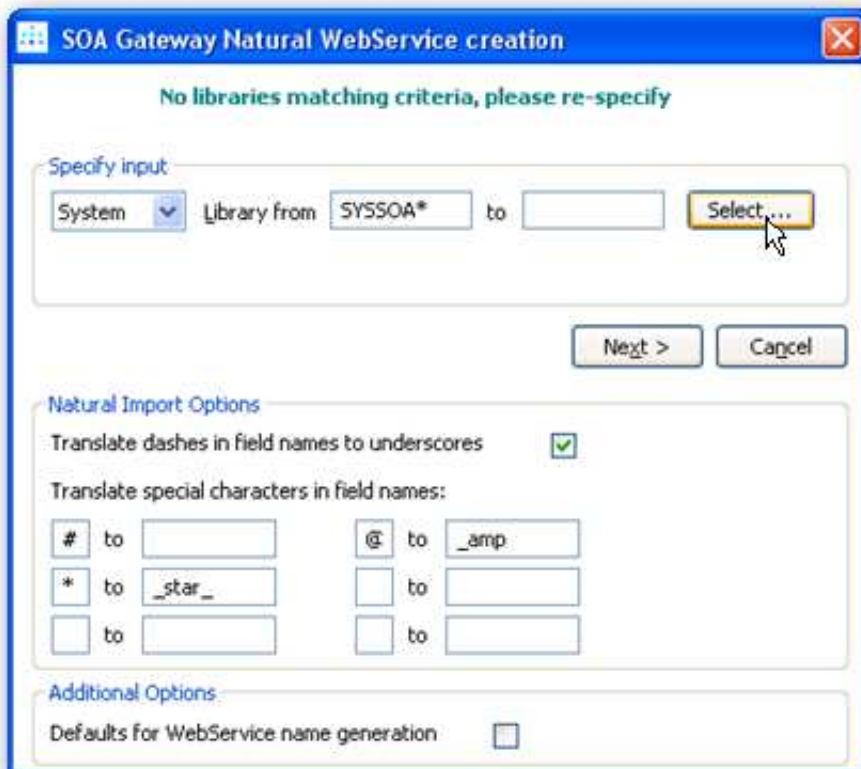 SOA Gateway Natural WebService creation
No libraries matching criteria, please re-specify
Specify input
System Library from SYSSOA* to Select ...
Next > Cancel
Natural Import Options
Translate dashes in field names to underscores
Translate special characters in field names:
# to @ to _amp
* to _star_ to
to to
Additional Options
Defaults for WebService name generation